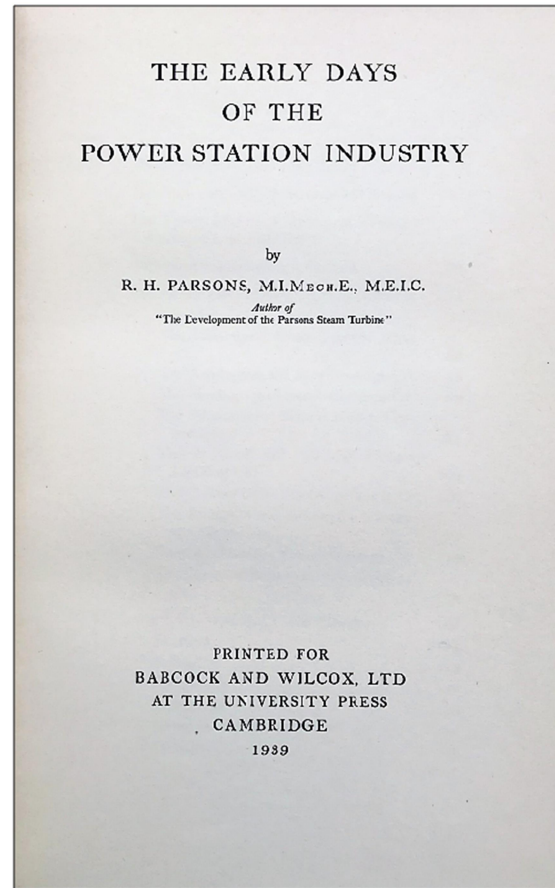 THE EARLY DAYS
OF THE
POWER STATION INDUSTRY
by
R. H. PARSONS, M.I.MECH.E., M.E.I.C.
Author of
"The Development of the Parsons Steam Turbine"
PRINTED FOR
BABCOCK AND WILCOX, LTD
AT THE UNIVERSITY PRESS
CAMBRIDGE
1939